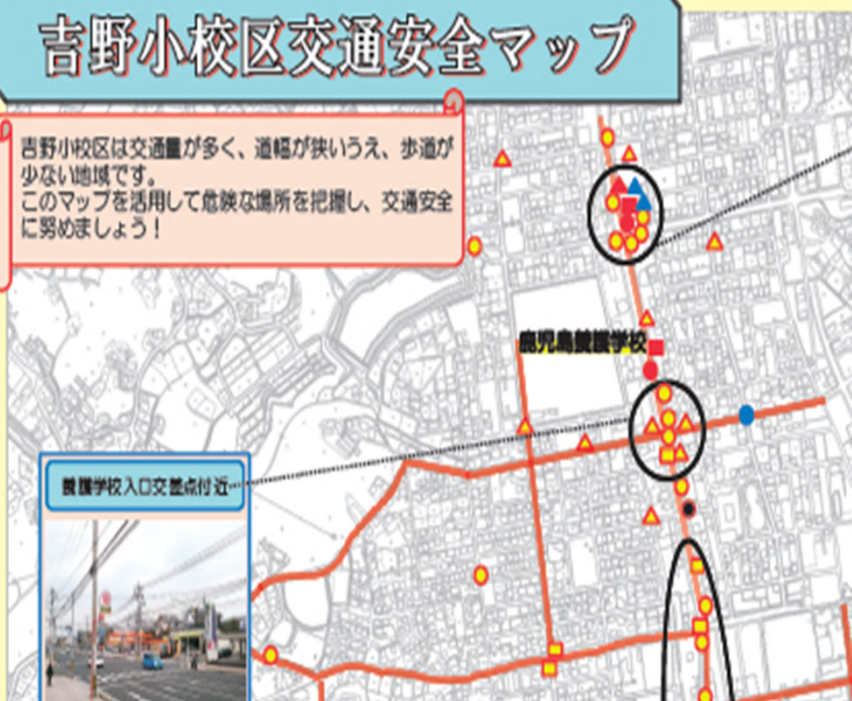 吉野小校区交通安全マップ
吉野小校区は交通量が多く、道幅が狭いうえ、歩道が
少ない地域です。
このマップを活用して危険な場所を把握し、交通安全
に努めましょう!
鹿児島養護学校
養護学校入口交差点付近